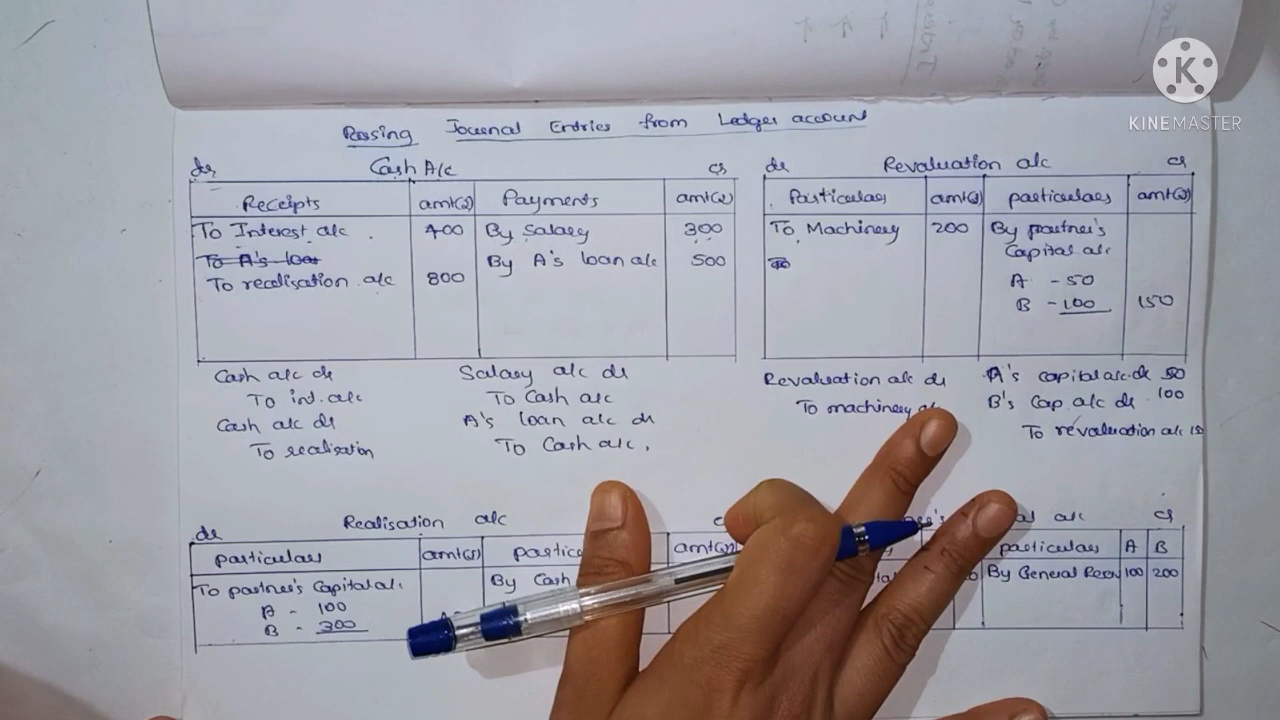 Passing Journal Entries from Ledger account
dr Cash A/c cr
Receipts amt(₹) Payments amt(₹)
To Interest a/c . 400 By Salary 300
To A's loan By A's loan a/c 500
To realisation a/c 800
Cash a/c dr
To int. a/c
Cash a/c dr
To realisation
Salary a/c dr
To Cash a/c
A's loan a/c dr
To Cash a/c,
dr Revaluation a/c cr
Particulars amt(₹) particulars amt(₹)
To Machinery 200 By partner's
Capital a/c
A - 50
B - 100 150
Revaluation a/c dr
To machinery
A's capital a/c dr 50
B's Cap. a/c dr 100
To revaluation a/c
dr Realisation a/c
particulars amt(₹)
To partner's Capital a/c
A - 100
B - 300
By Cash
amt(₹)
a/c cr
particulars A B
By General Reserv 100 200
KINEMASTER